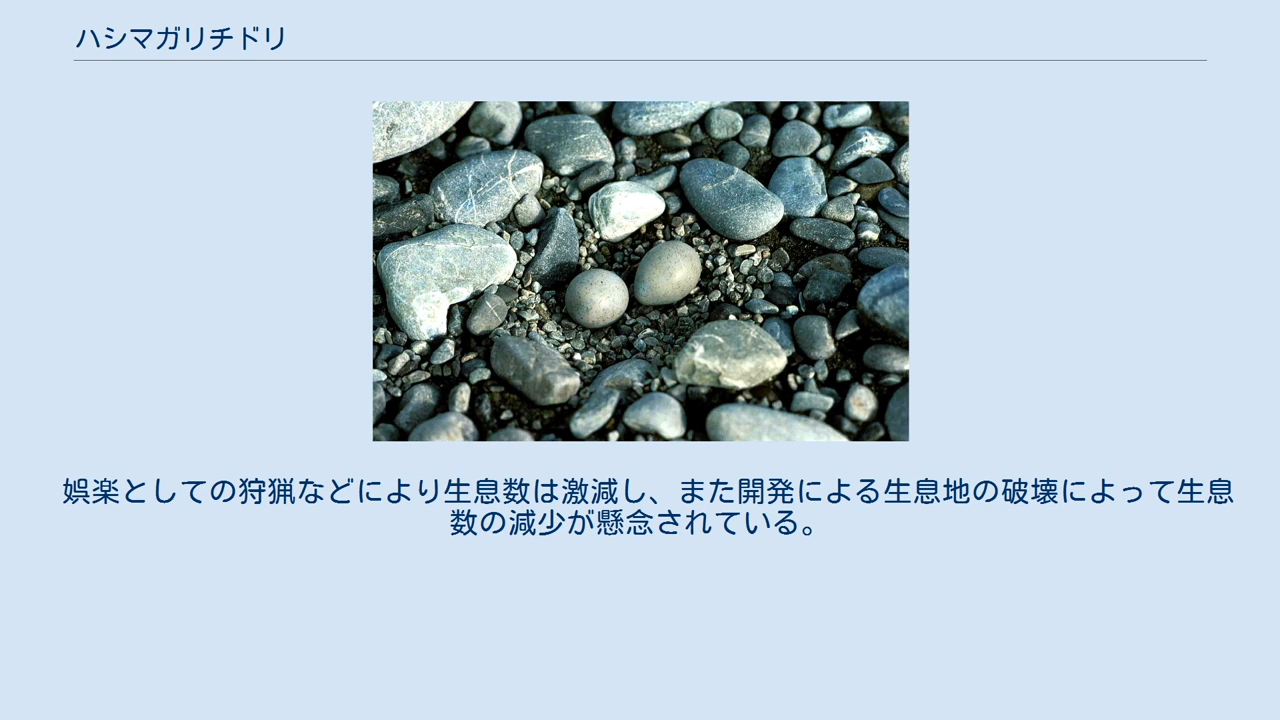 ハシマガリチドリ
娯楽としての狩猟などにより生息数は激減し、また開発による生息地の破壊によって生息
数の減少が懸念されている。